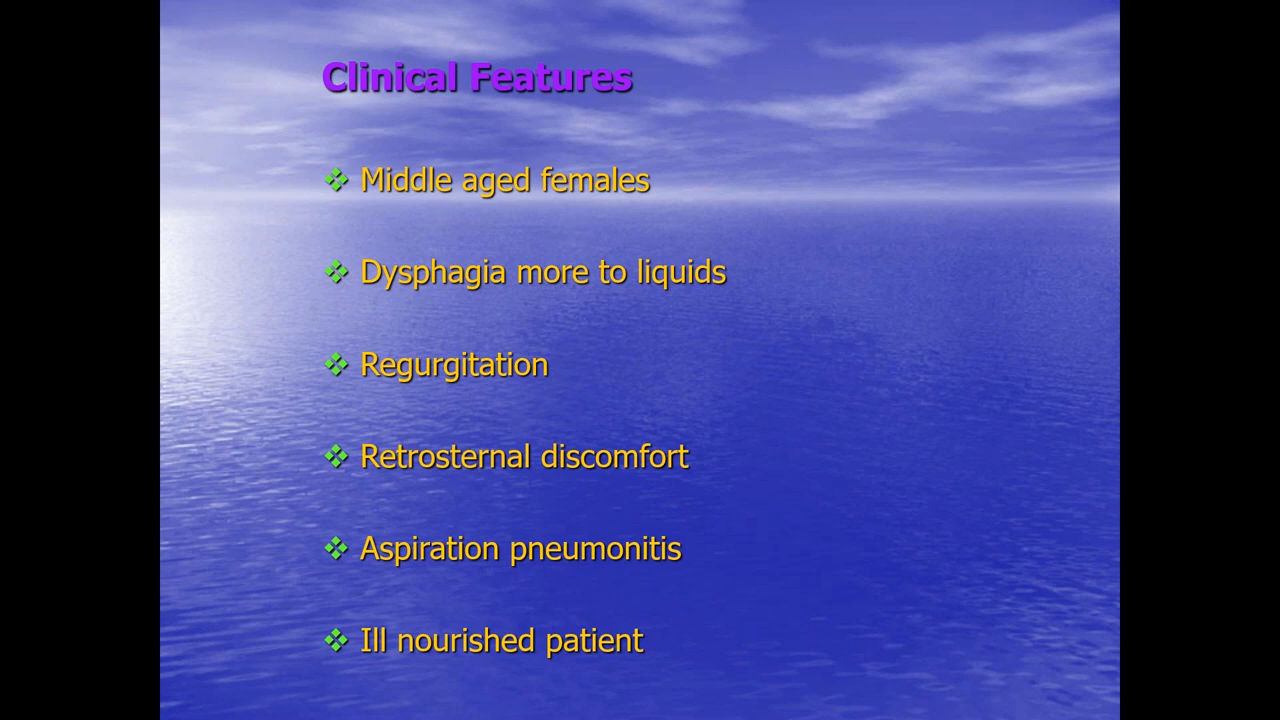 Clinical Features
❖ Middle aged females
❖ Dysphagia more to liquids
❖ Regurgitation
❖ Retrosternal discomfort
❖ Aspiration pneumonitis
❖ Ill nourished patient